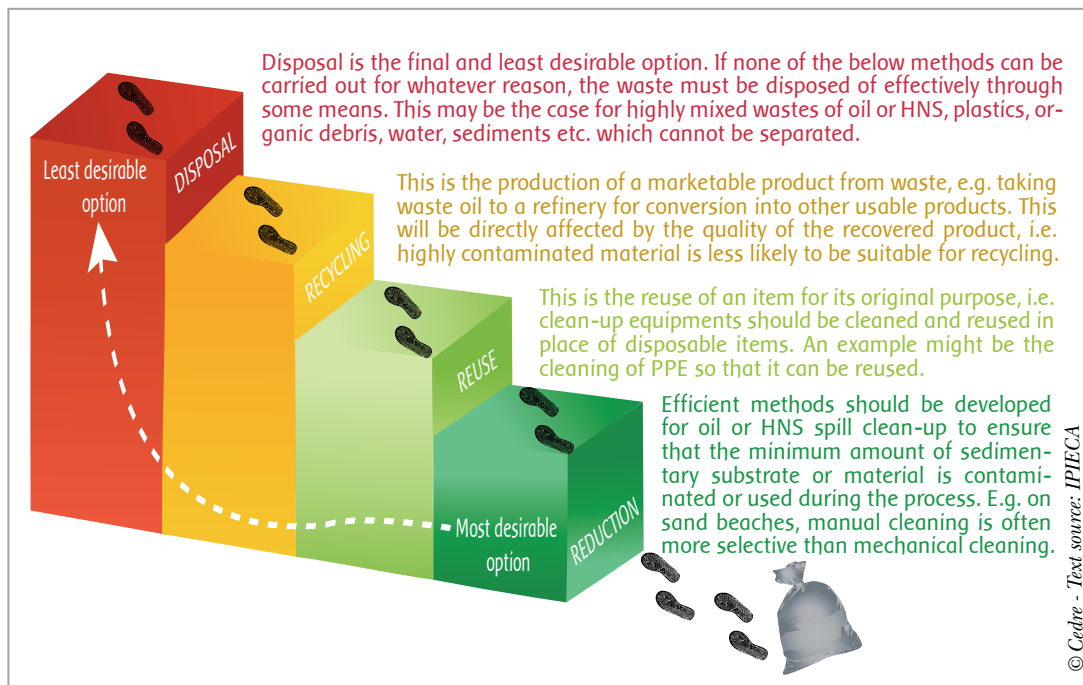 Disposal is the final and least desirable option. If none of the below methods can be
carried out for whatever reason, the waste must be disposed of effectively through
some means. This may be the case for highly mixed wastes of oil or HNS, plastics, or-
ganic debris, water, sediments etc. which cannot be separated.
DISPOSAL
Least desirable
option
This is the production of a marketable product from waste, e.g. taking
waste oil to a refinery for conversion into other usable products. This
will be directly affected by the quality of the recovered product, i.e.
highly contaminated material is less likely to be suitable for recycling.
RECYCLING
This is the reuse of an item for its original purpose, i.e.
clean-up equipments should be cleaned and reused in
place of disposable items. An example might be the
cleaning of PPE so that it can be reused.
REUSE
Efficient methods should be developed
for oil or HNS spill clean-up to ensure
that the minimum amount of sedimen-
tary substrate or material is contami-
nated or used during the process. E.g. on
sand beaches, manual cleaning is often
more selective than mechanical cleaning.
REDUCTION
Most desirable
option
© Cedre - Text source: IPIECA